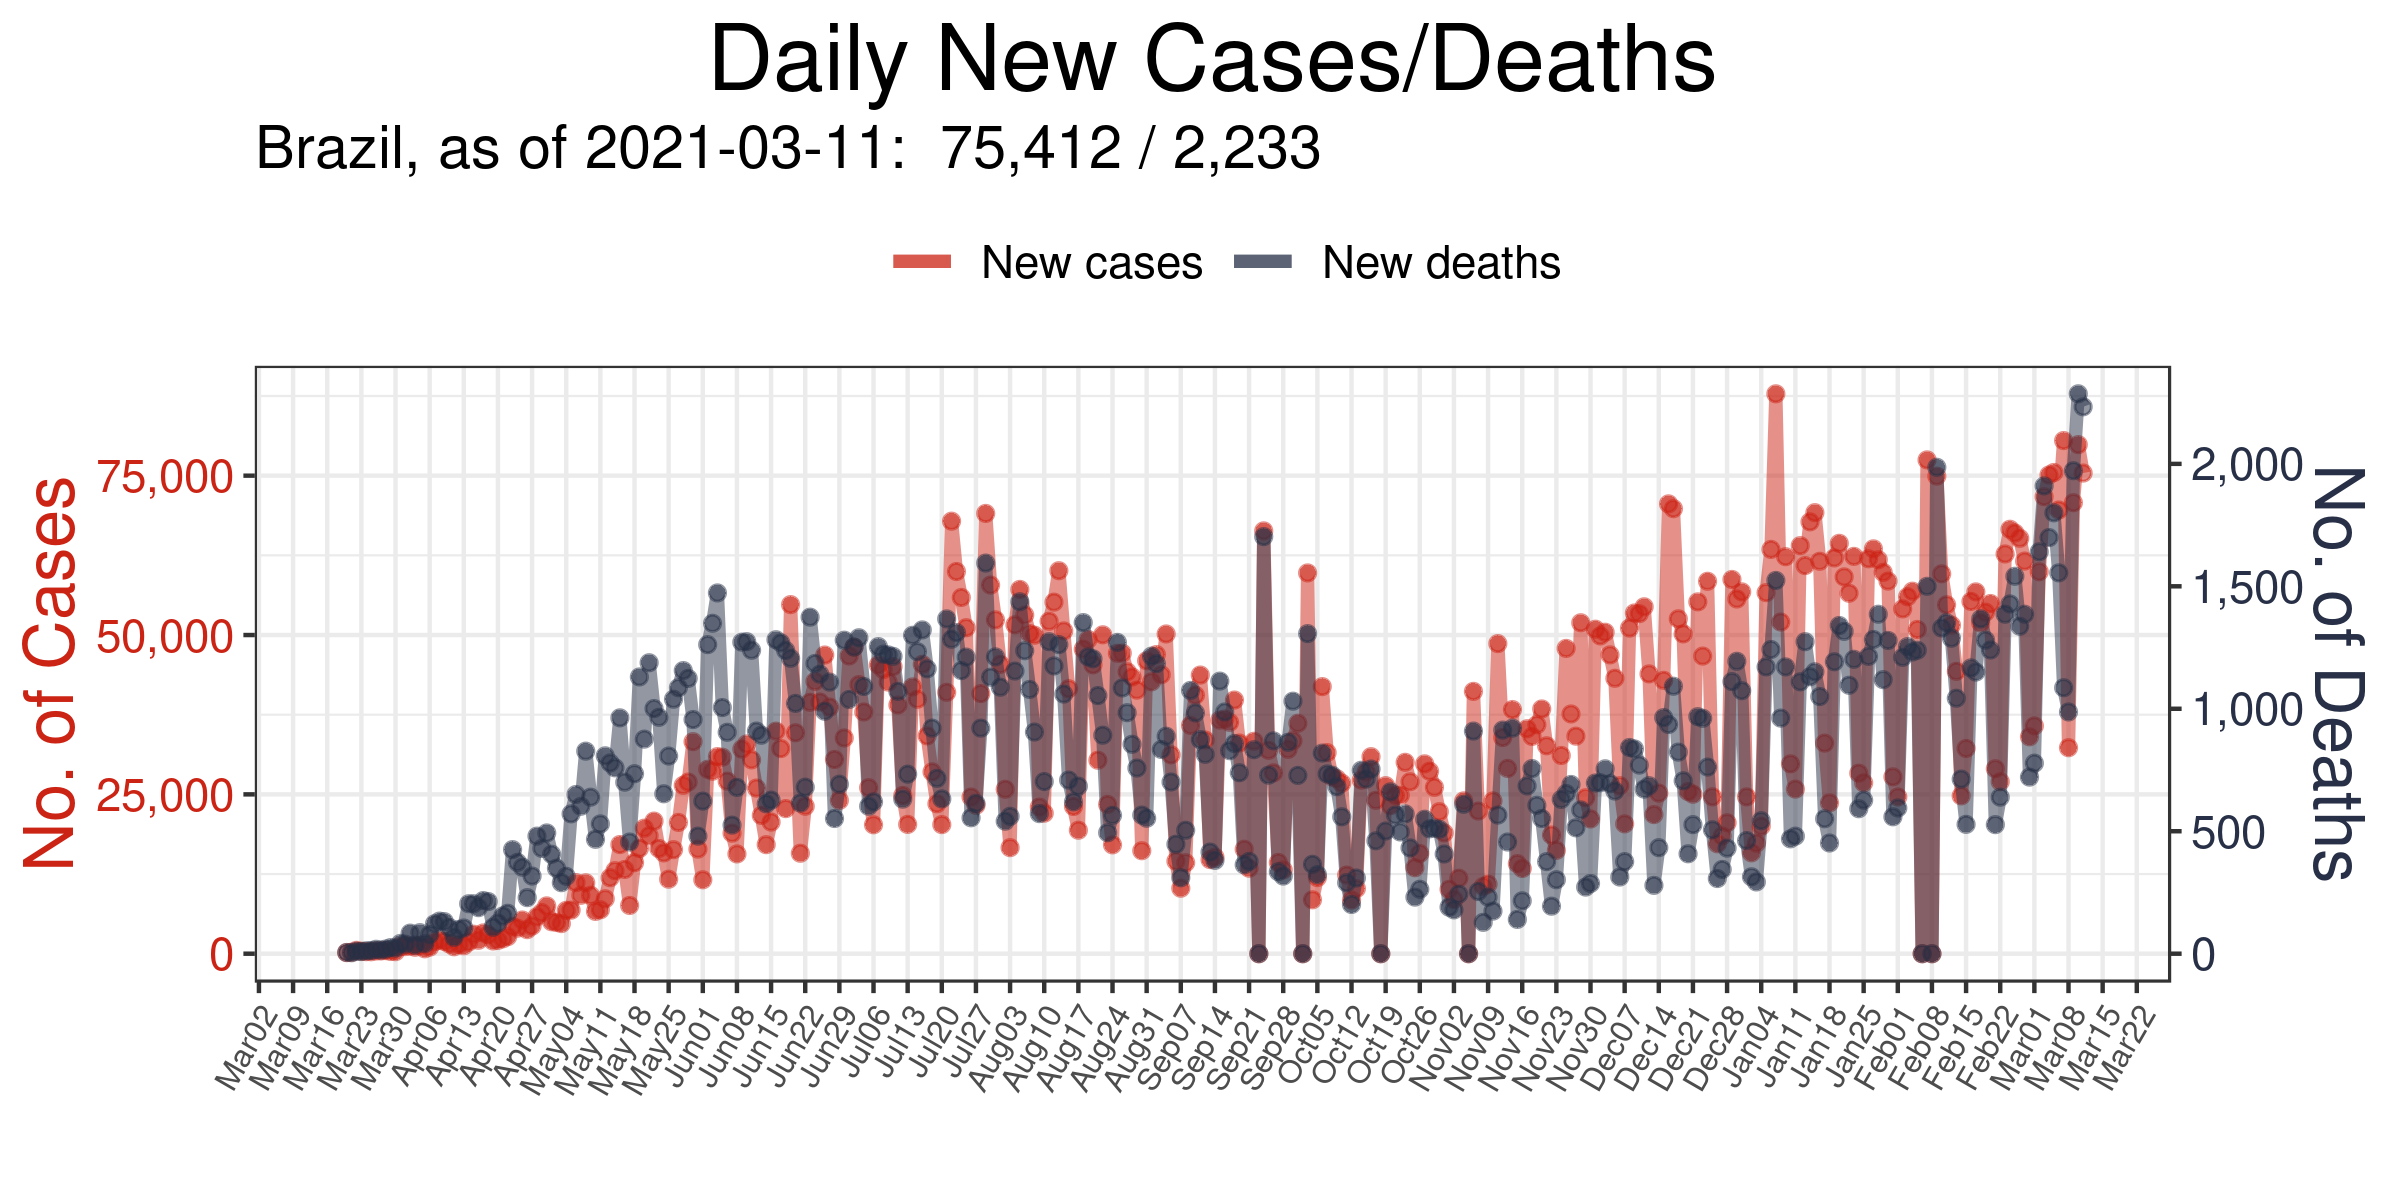 Daily New Cases/Deaths
Brazil, as of 2021-03-11:  75,412 / 2,233
New cases
New deaths
No. of Cases
75,000
50,000
25,000
0
2,000
1,500
1,000
500
0
No. of Deaths
Mar02
Mar09
Mar16
Mar23
Mar30
Apr06
Apr13
Apr20
Apr27
May04
May11
May18
May25
Jun01
Jun08
Jun15
Jun22
Jun29
Jul06
Jul13
Jul20
Jul27
Aug03
Aug10
Aug17
Aug24
Aug31
Sep07
Sep14
Sep21
Sep28
Oct05
Oct12
Oct19
Oct26
Nov02
Nov09
Nov16
Nov23
Nov30
Dec07
Dec14
Dec21
Dec28
Jan04
Jan11
Jan18
Jan25
Feb01
Feb08
Feb15
Feb22
Mar01
Mar08
Mar15
Mar22